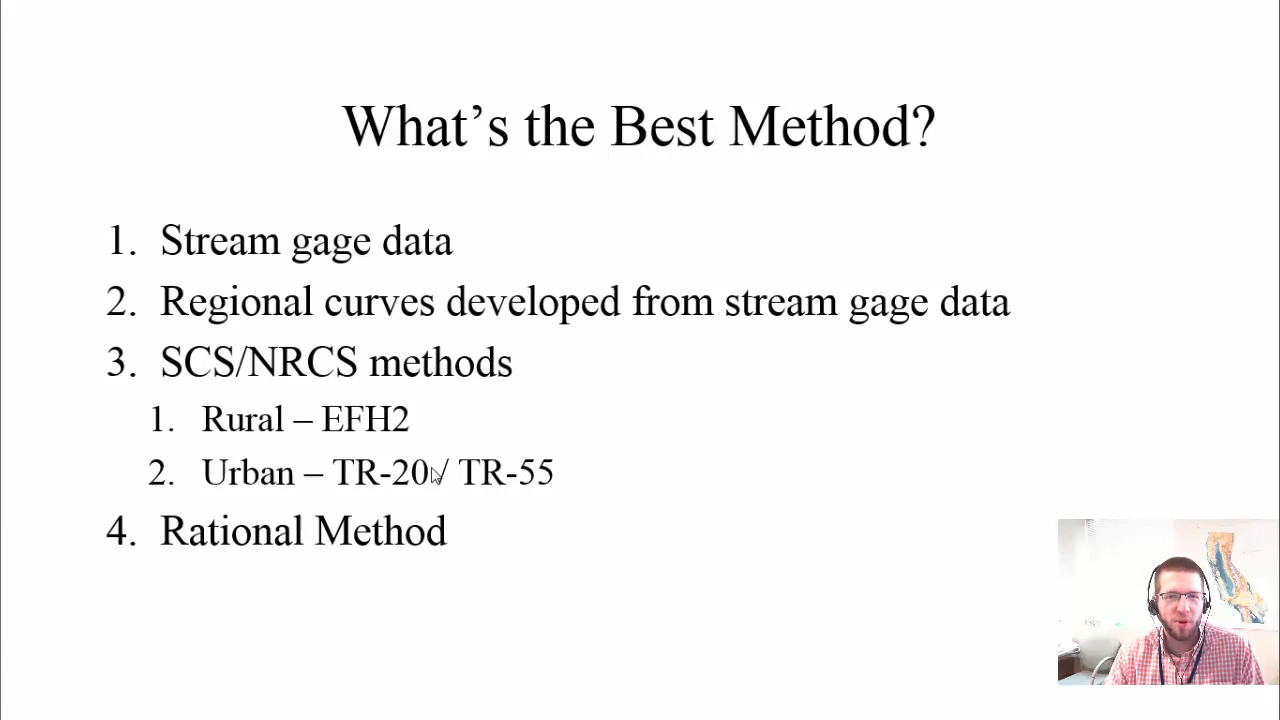 What's the Best Method?
1. Stream gage data
2. Regional curves developed from stream gage data
3. SCS/NRCS methods
1. Rural – EFH2
2. Urban – TR-20 / TR-55
4. Rational Method